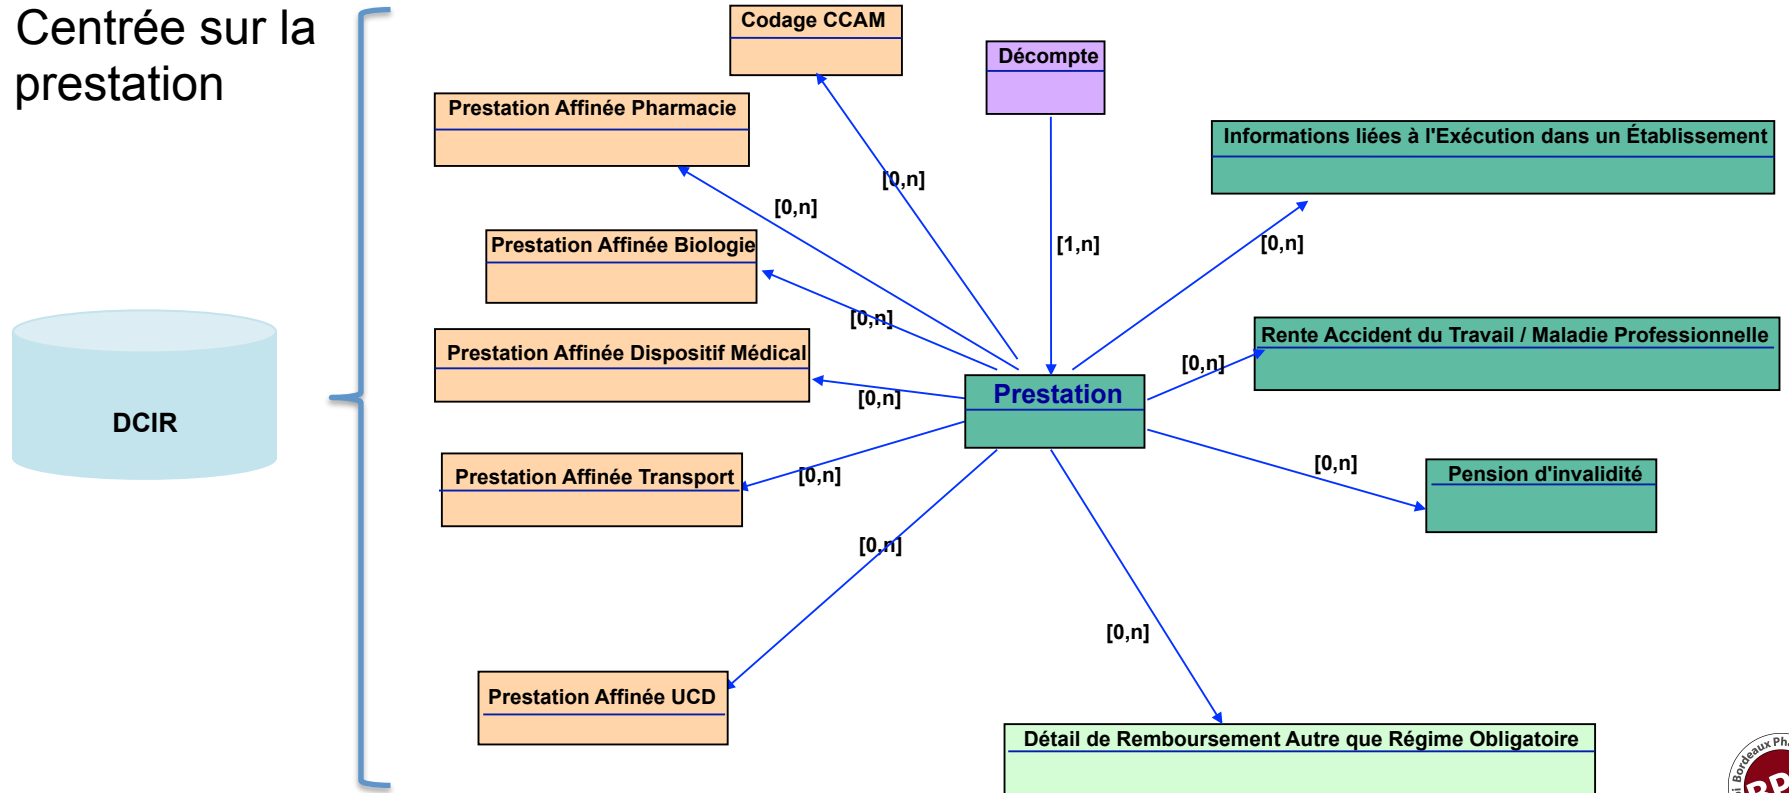 Centrée sur la
prestation
DCIR
Codage CCAM
Décompte
Prestation Affinée Pharmacie
Informations liées à l'Exécution dans un Établissement
[0,n]
[0,n]
Prestation Affinée Biologie
[1,n]
[0,n]
[0,n]
Prestation Affinée Dispositif Médical
Rente Accident du Travail / Maladie Professionnelle
[0,n]
[0,n]
Prestation
Prestation Affinée Transport
[0,n]
[0,n]
Pension d'invalidité
[0,n]
[0,n]
Prestation Affinée UCD
Détail de Remboursement Autre que Régime Obligatoire
Bordeaux